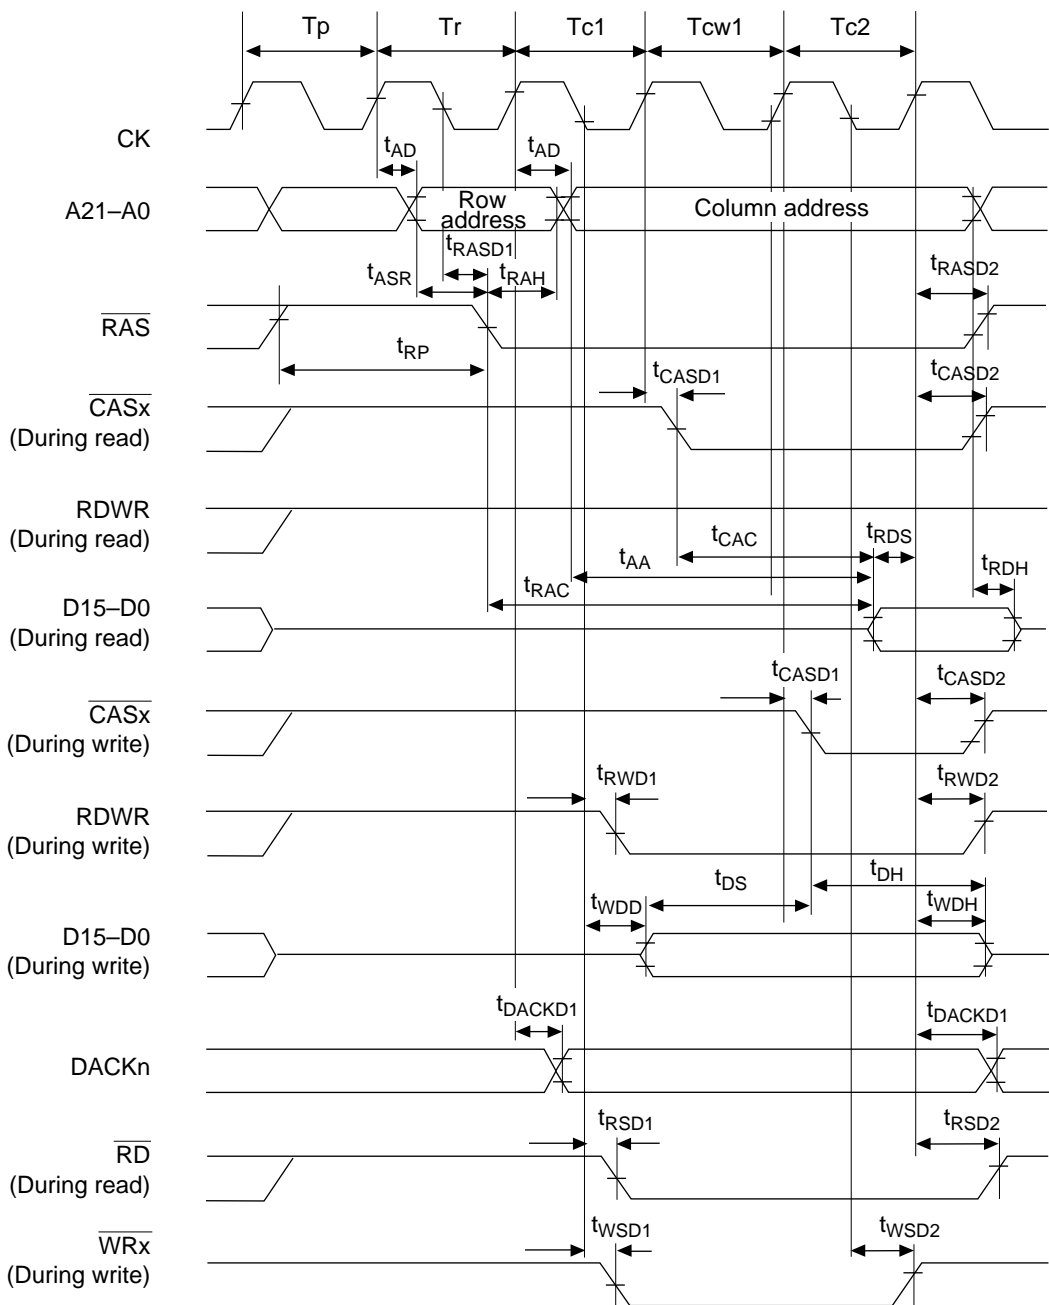 Tp Tr Tc1 Tcw1 Tc2
CK
tAD tAD
A21–A0 Row address Column address
tRASD1
tASR tRAH tRASD2
RAS
tRP
tCASD1 tCASD2
CASx
(During read)
RDWR
(During read)
tCAC tRDS
tAA tRDH
tRAC
D15–D0
(During read)
tCASD1 tCASD2
CASx
(During write)
tRWD1 tRWD2
RDWR
(During write)
tDS tDH
tWDD tWDH
D15–D0
(During write)
tDACKD1 tDACKD1
DACKn
tRSD1 tRSD2
RD
(During read)
tWSD1 tWSD2
WRx
(During write)